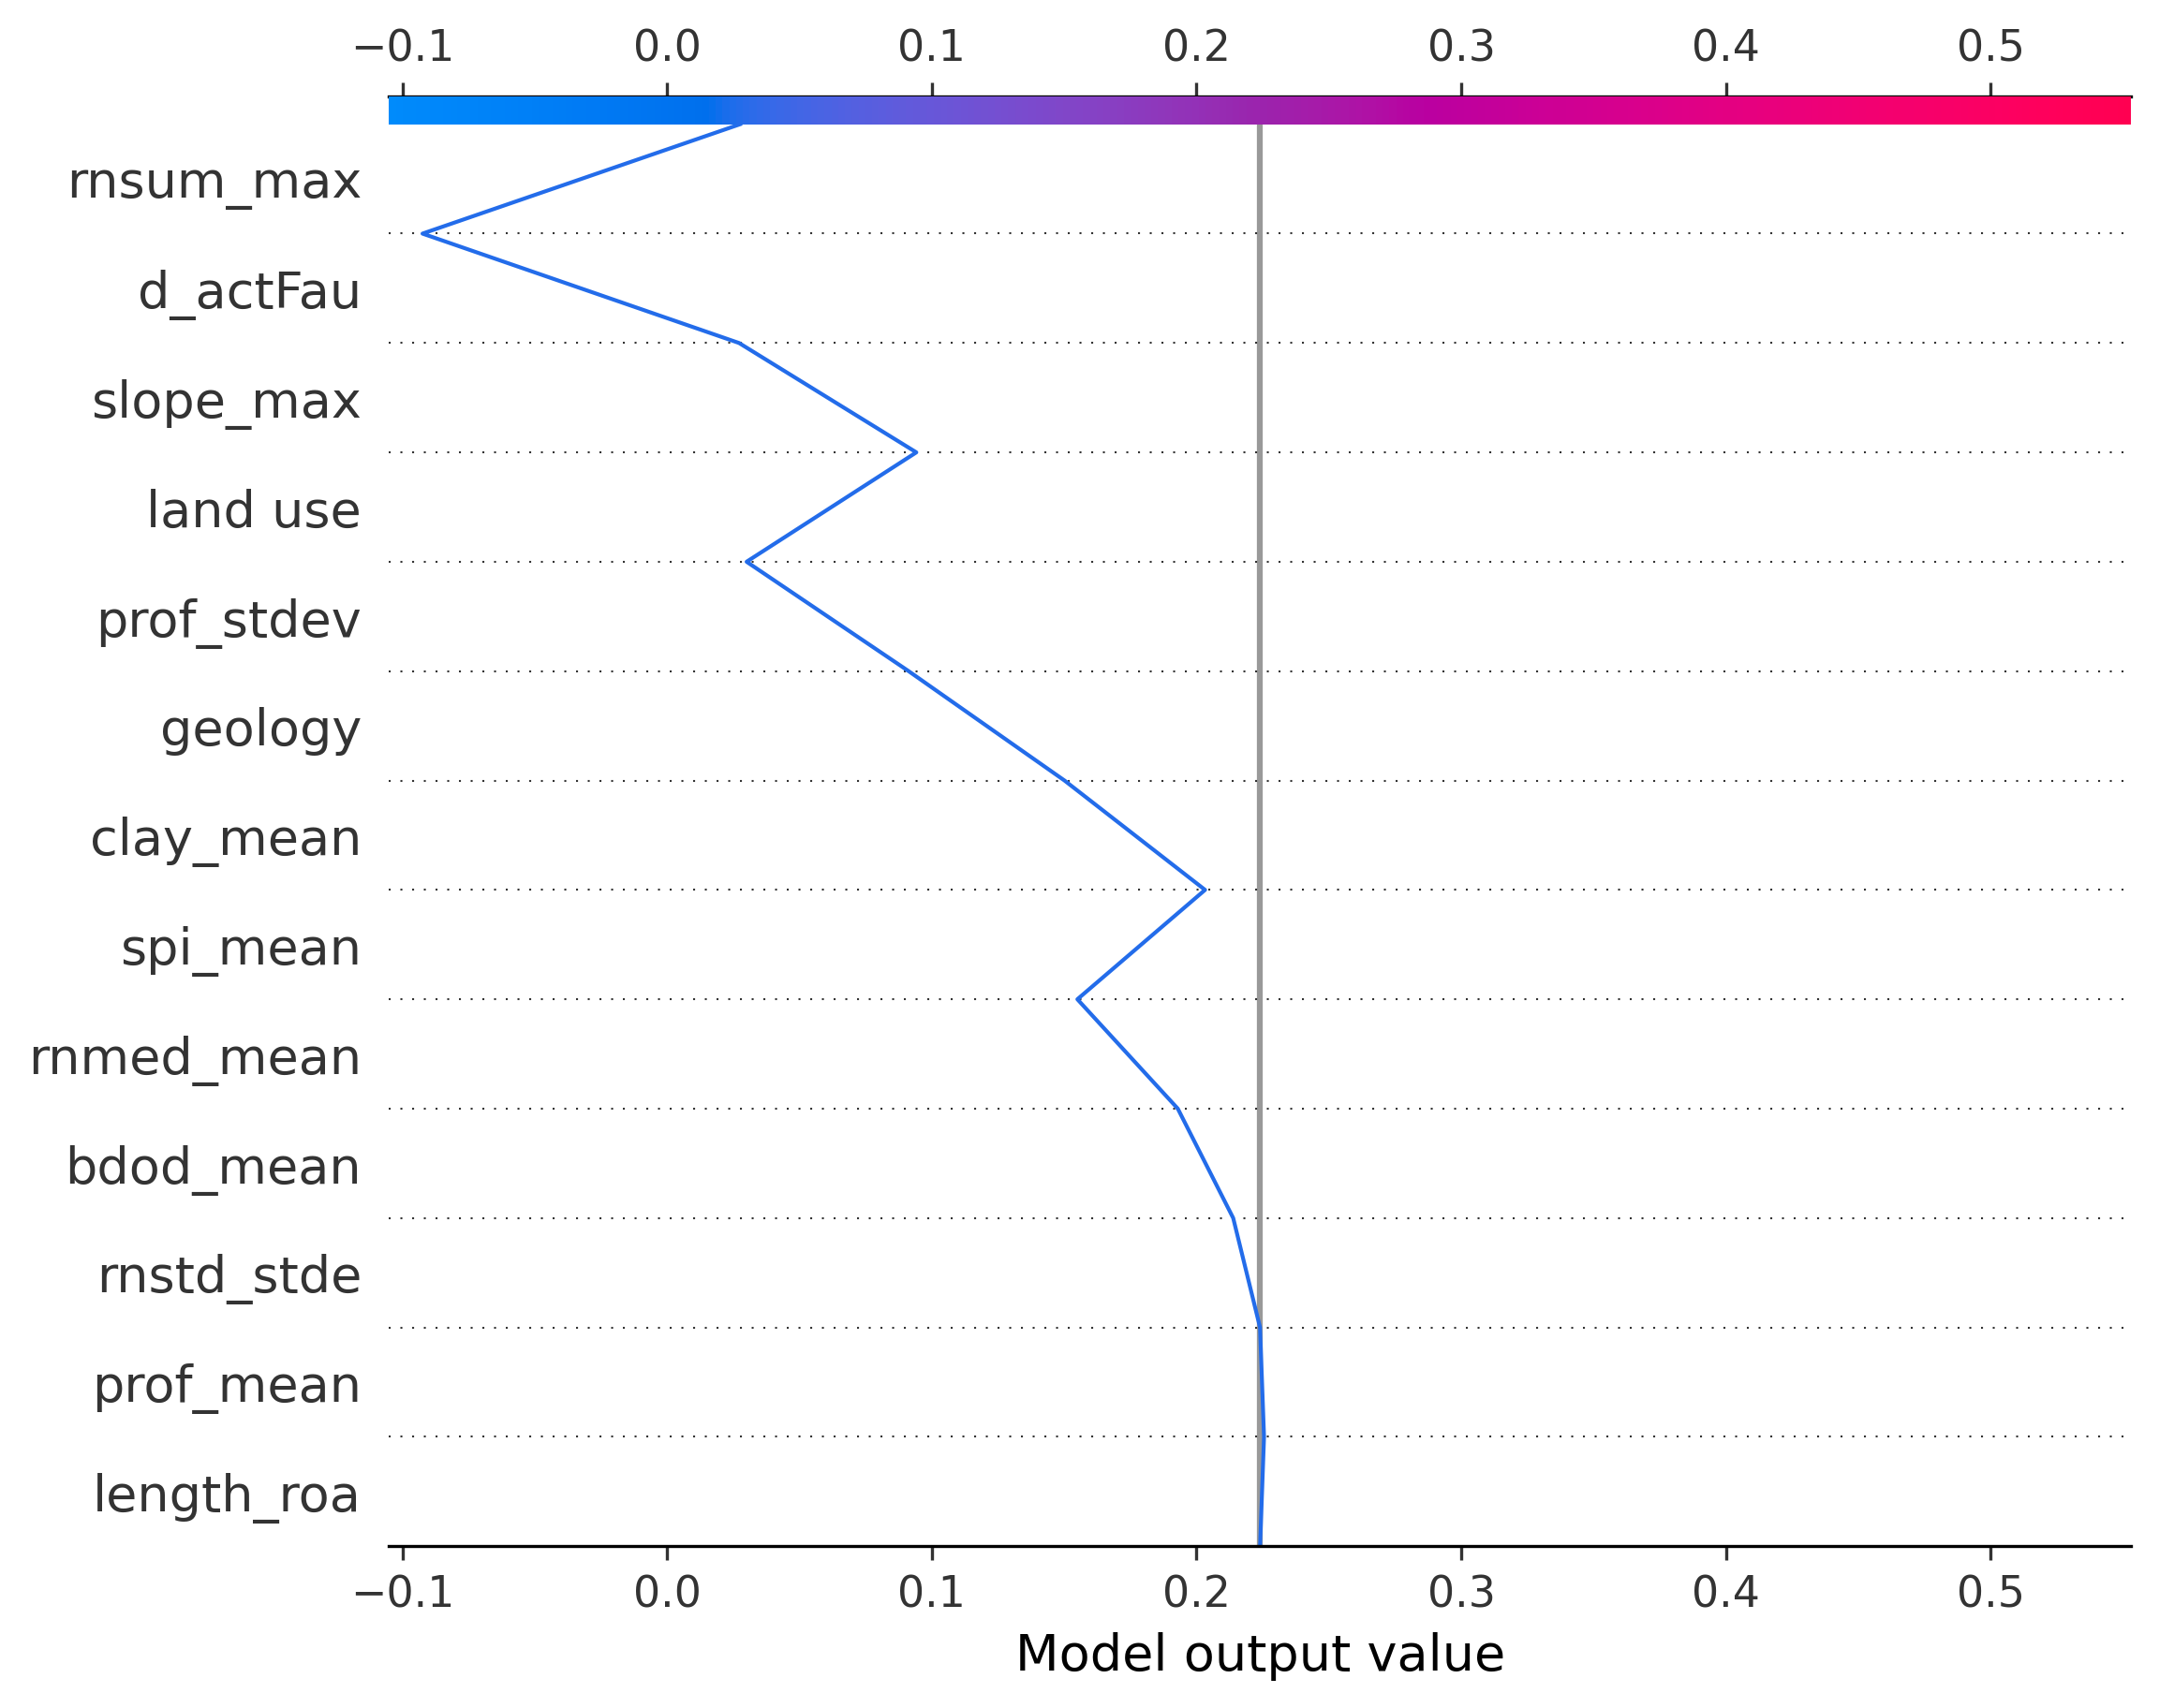 −0.1 0.0 0.1 0.2 0.3 0.4 0.5
rnsum_max
d_actFau
slope_max
land use
prof_stdev
geology
clay_mean
spi_mean
rnmed_mean
bdod_mean
rnstd_stde
prof_mean
length_roa
−0.1 0.0 0.1 0.2 0.3 0.4 0.5
Model output value